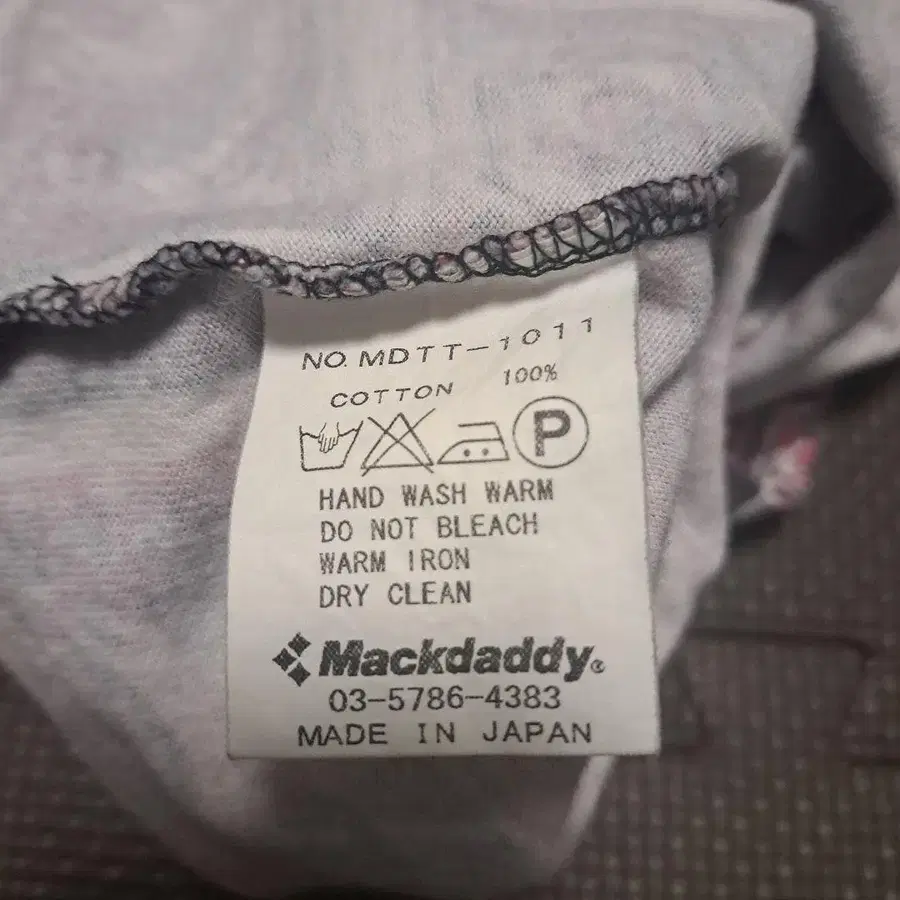 NO. MDTT-1011
COTTON 100%
P
HAND WASH WARM
DO NOT BLEACH
WARM IRON
DRY CLEAN
Mackdaddy®
03-5786-4383
MADE IN JAPAN